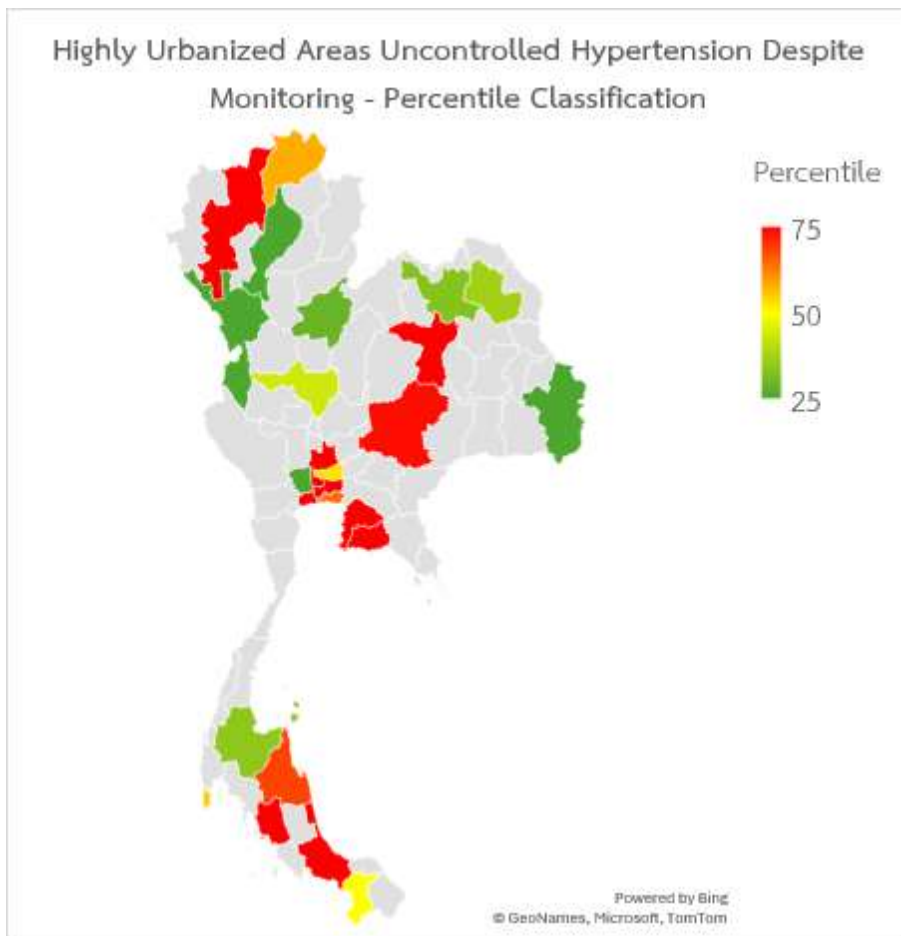 Highly Urbanized Areas Uncontrolled Hypertension Despite
Monitoring - Percentile Classification
Percentile
75
50
25
Powered by Bing
© GeoNames, Microsoft, TomTom